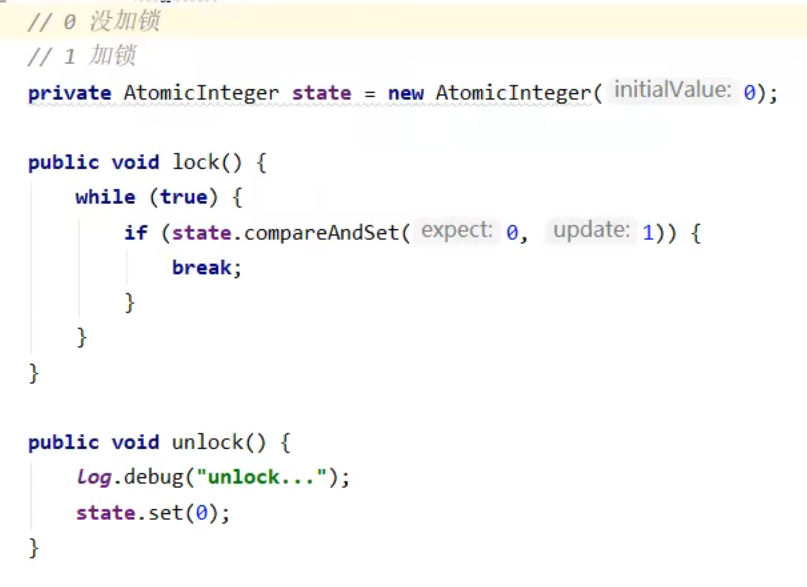 // 0 没加锁
// 1 加锁
private AtomicInteger state = new AtomicInteger( initialValue: 0);
public void lock() {
while (true) {
if (state.compareAndSet( expect: 0, update: 1)) {
break;
}
}
}
public void unlock() {
log.debug("unlock...");
state.set(0);
}